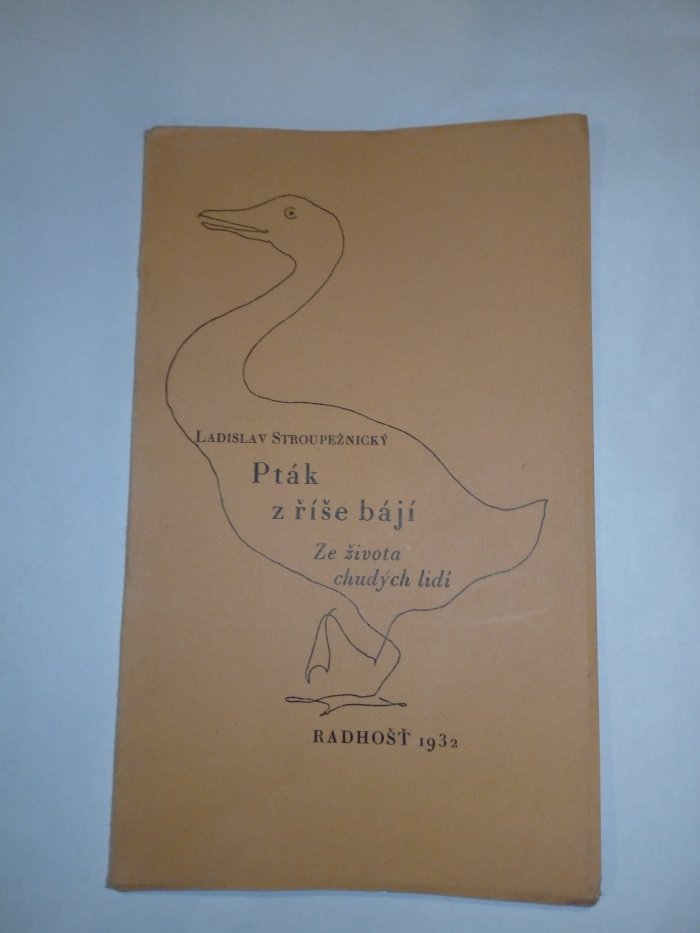 Ladislav Stroupežnický
Pták
z říše bájí
Ze života
chudých lidí
RADHOŠŤ 1932